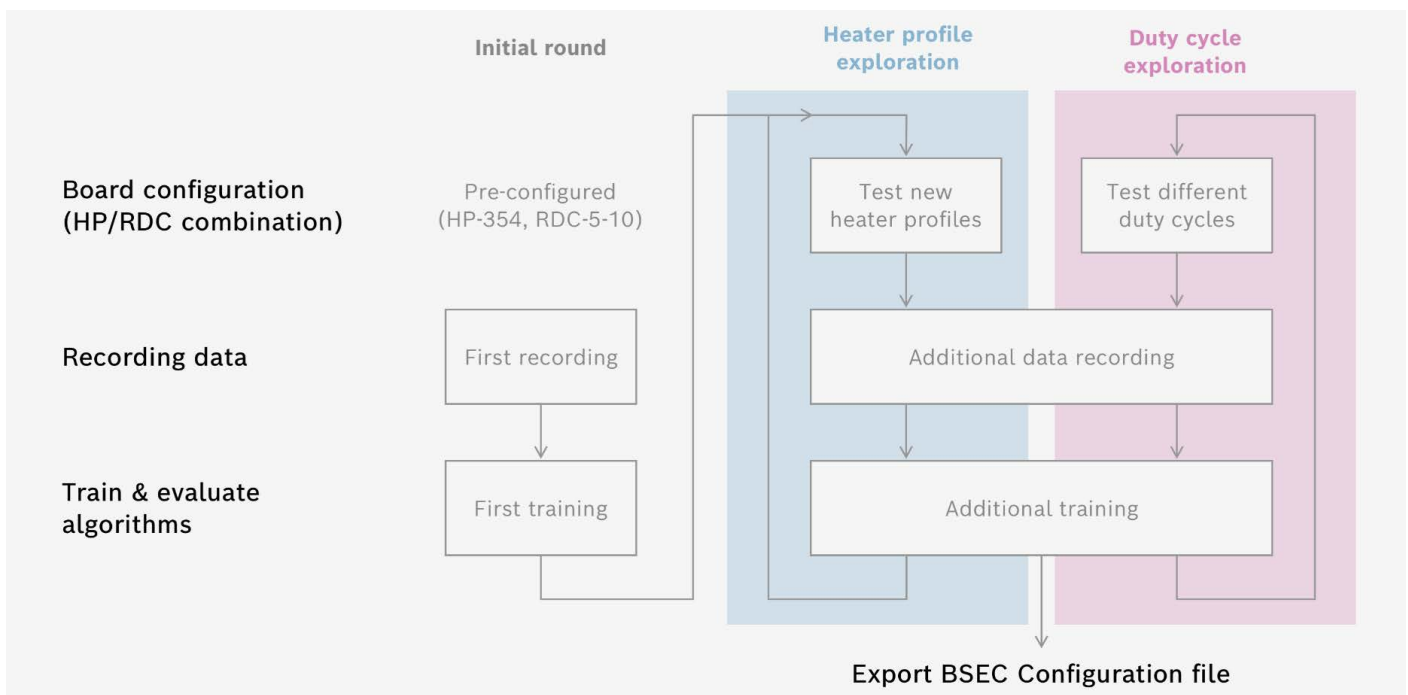 Initial round
Heater profile
exploration
Duty cycle
exploration
Board configuration
(HP/RDC combination)
Pre-configured
(HP-354, RDC-5-10)
Test new
heater profiles
Test different
duty cycles
Recording data
First recording
Additional data recording
Train & evaluate
algorithms
First training
Additional training
Export BSEC Configuration file